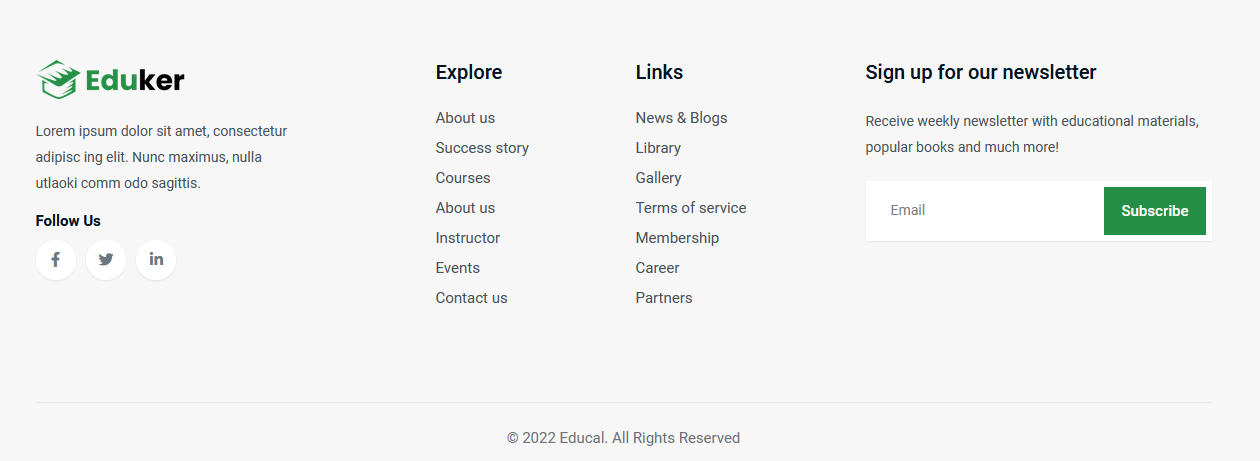 Eduker
Lorem ipsum dolor sit amet, consectetur
adipisc ing elit. Nunc maximus, nulla
utlaoki comm odo sagittis.
Follow Us
Explore
About us
Success story
Courses
About us
Instructor
Events
Contact us
Links
News & Blogs
Library
Gallery
Terms of service
Membership
Career
Partners
Sign up for our newsletter
Receive weekly newsletter with educational materials,
popular books and much more!
Email
Subscribe
© 2022 Educal. All Rights Reserved